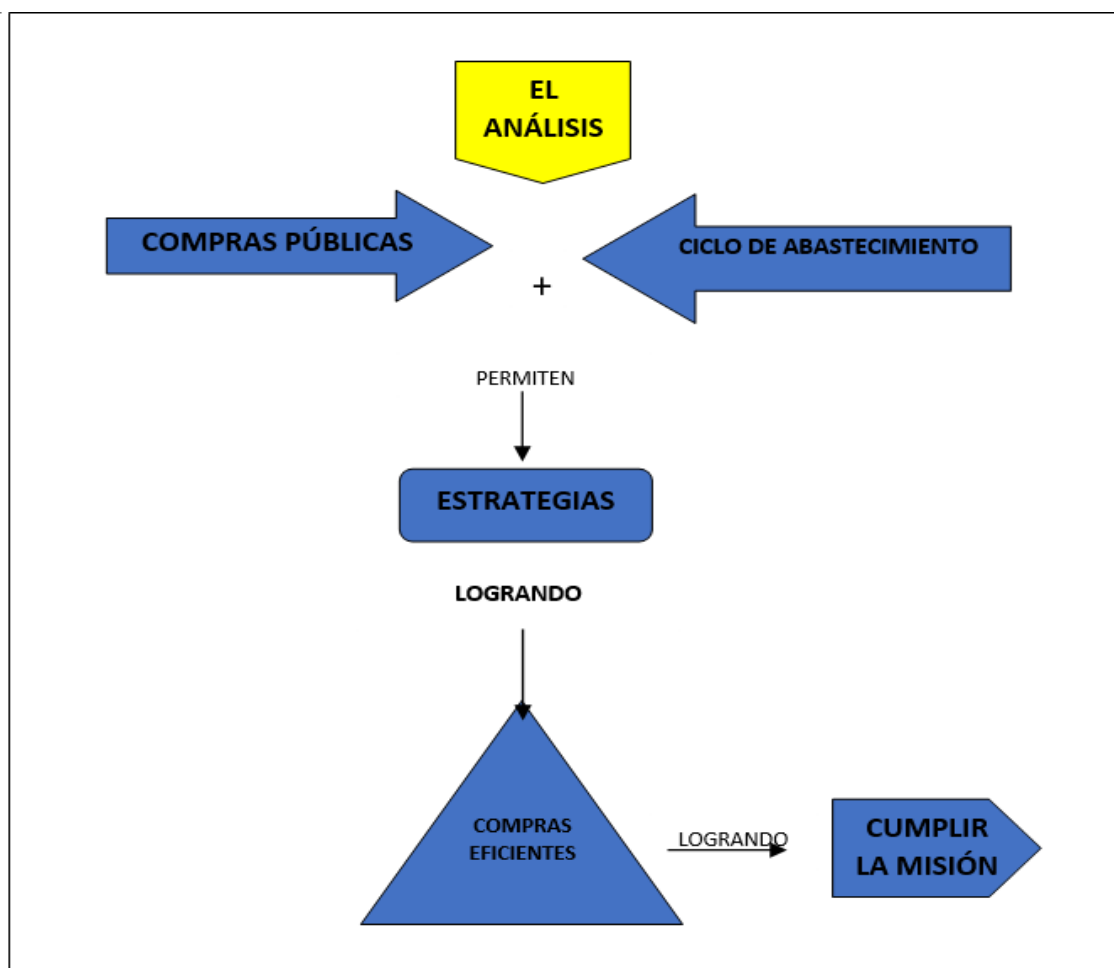 EL
ANÁLISIS
COMPRAS PÚBLICAS
CICLO DE ABASTECIMIENTO
+
PERMITEN
ESTRATEGIAS
LOGRANDO
COMPRAS
EFICIENTES
LOGRANDO
CUMPLIR
LA MISIÓN